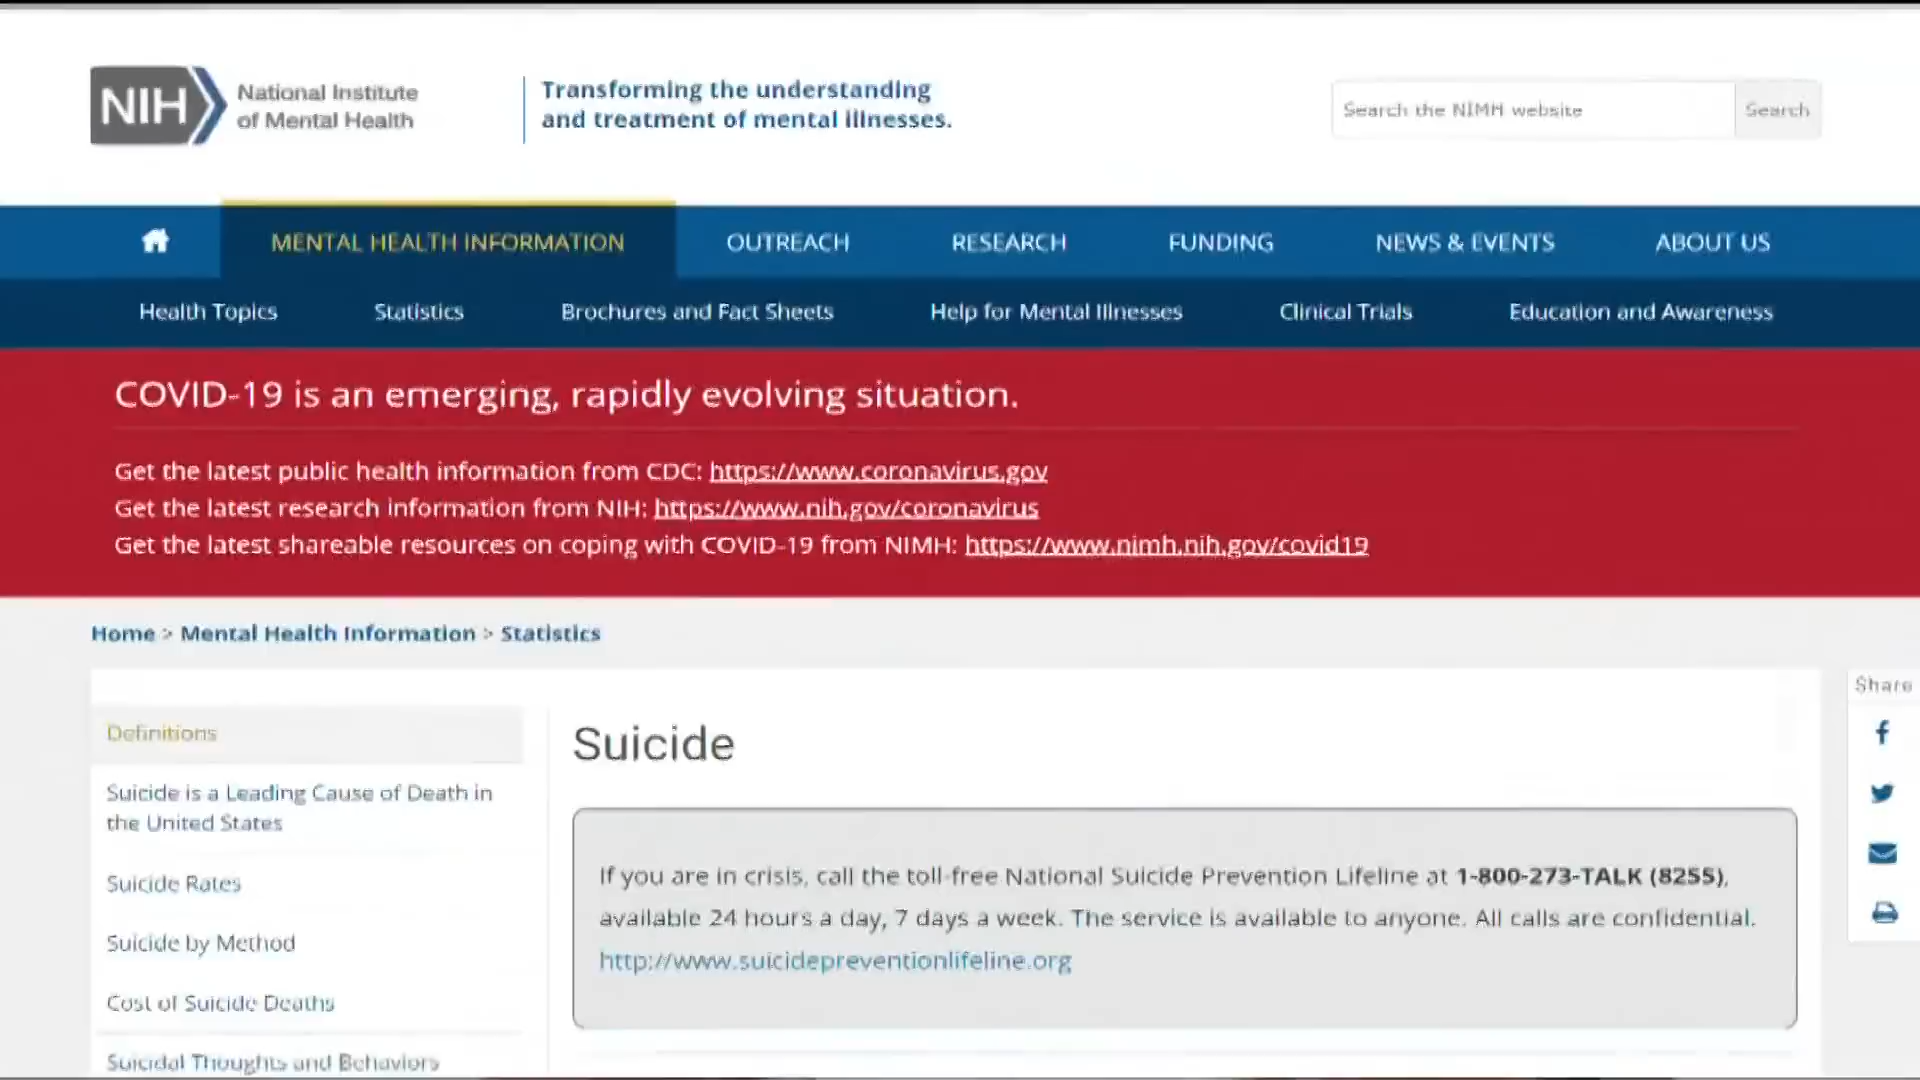 NIH
National Institute
of Mental Health
Transforming the understanding
and treatment of mental illnesses.
Search the NIMH website
Search
MENTAL HEALTH INFORMATION
OUTREACH
RESEARCH
FUNDING
NEWS & EVENTS
ABOUT US
Health Topics
Statistics
Brochures and Fact Sheets
Help for Mental Illnesses
Clinical Trials
Education and Awareness
COVID-19 is an emerging, rapidly evolving situation.
Get the latest public health information from CDC: https://www.coronavirus.gov
Get the latest research information from NIH: https://www.nih.gov/coronavirus
Get the latest shareable resources on coping with COVID-19 from NIMH: https://www.nimh.nih.gov/covid19
Home > Mental Health Information > Statistics
Share
Definitions
Suicide is a Leading Cause of Death in
the United States
Suicide Rates
Suicide by Method
Cost of Suicide Deaths
Suicidal Thoughts and Behaviors
Suicide
If you are in crisis, call the toll-free National Suicide Prevention Lifeline at 1-800-273-TALK (8255),
available 24 hours a day, 7 days a week. The service is available to anyone. All calls are confidential.
http://www.suicidepreventionlifeline.org